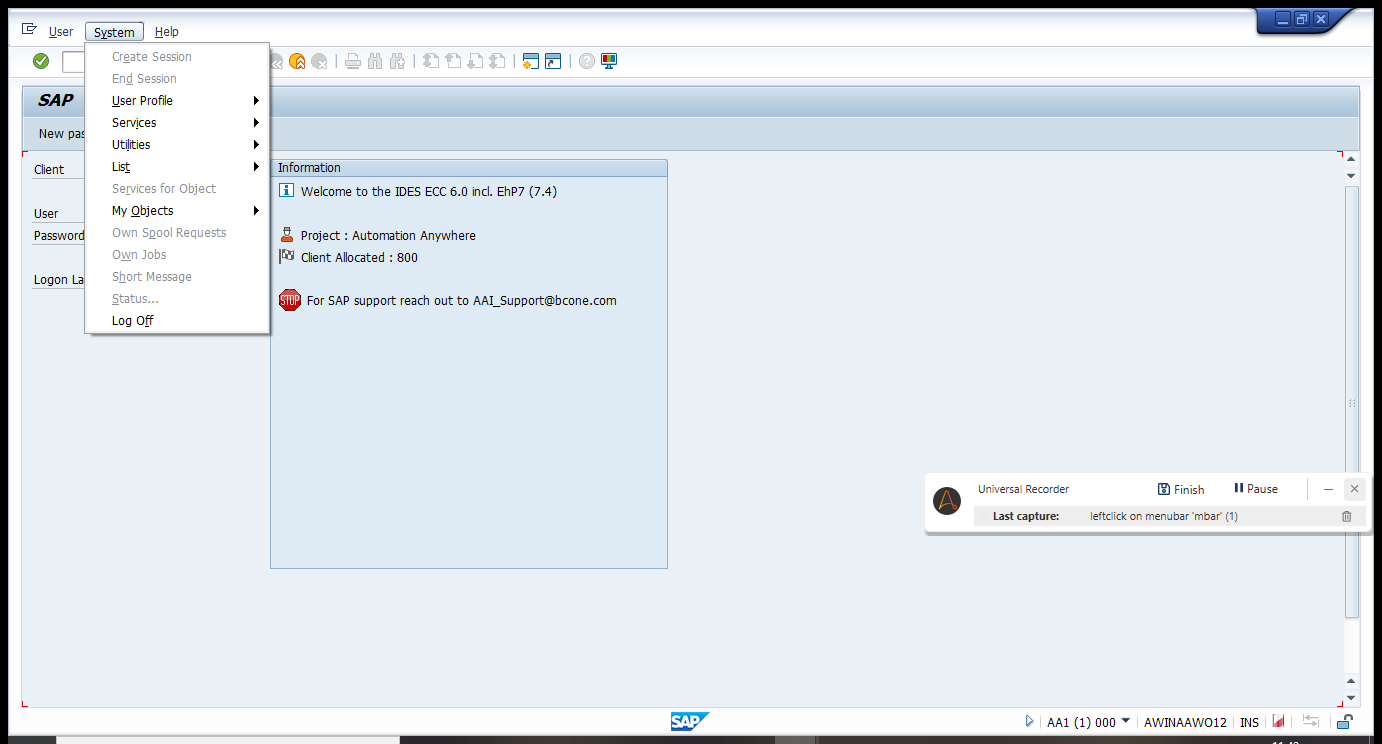 User System Help
Create Session
End Session
User Profile
Services
Utilities
List
Services for Object
My Objects
Own Spool Requests
Own Jobs
Short Message
Status...
Log Off
SAP
New pas
Client
User
Password
Logon La
Information
Welcome to the IDES ECC 6.0 incl. EhP7 (7.4)
Project : Automation Anywhere
Client Allocated : 800
STOP For SAP support reach out to AAI_Support@bcone.com
Universal Recorder Finish Pause
Last capture: leftclick on menubar 'mbar' (1)
SAP AA1 (1) 000 AWINAAWO12 INS